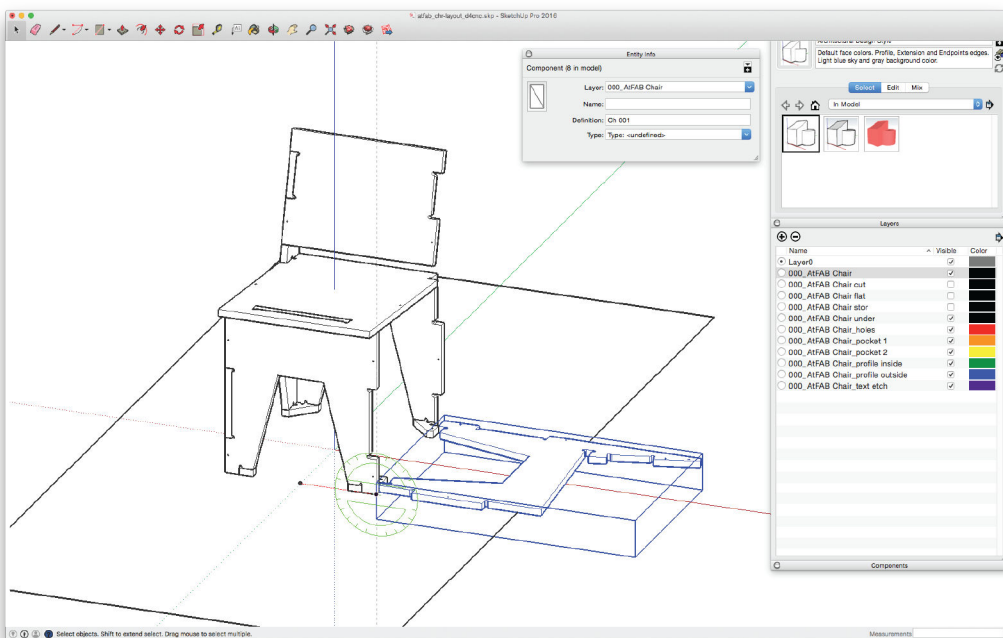 atfab_chr-layout_d4cnc.skp - SketchUp Pro 2016
Entity Info
Component (8 in model)
Layer: 000_AtFAB Chair
Name:
Definition: Ch 001
Type: Type: <undefined>
Architectural Design Style
Default face colors. Profile, Extension and Endpoints edges.
Light blue sky and gray background color.
Select Edit Mix
In Model
Layers
Name Visible Color
Layer0
000_AtFAB Chair
000_AtFAB Chair cut
000_AtFAB Chair flat
000_AtFAB Chair stor
000_AtFAB Chair under
000_AtFAB Chair_holes
000_AtFAB Chair_pocket 1
000_AtFAB Chair_pocket 2
000_AtFAB Chair_profile inside
000_AtFAB Chair_profile outside
000_AtFAB Chair_text etch
Components
Select objects. Shift to extend select. Drag mouse to select multiple.
Measurements